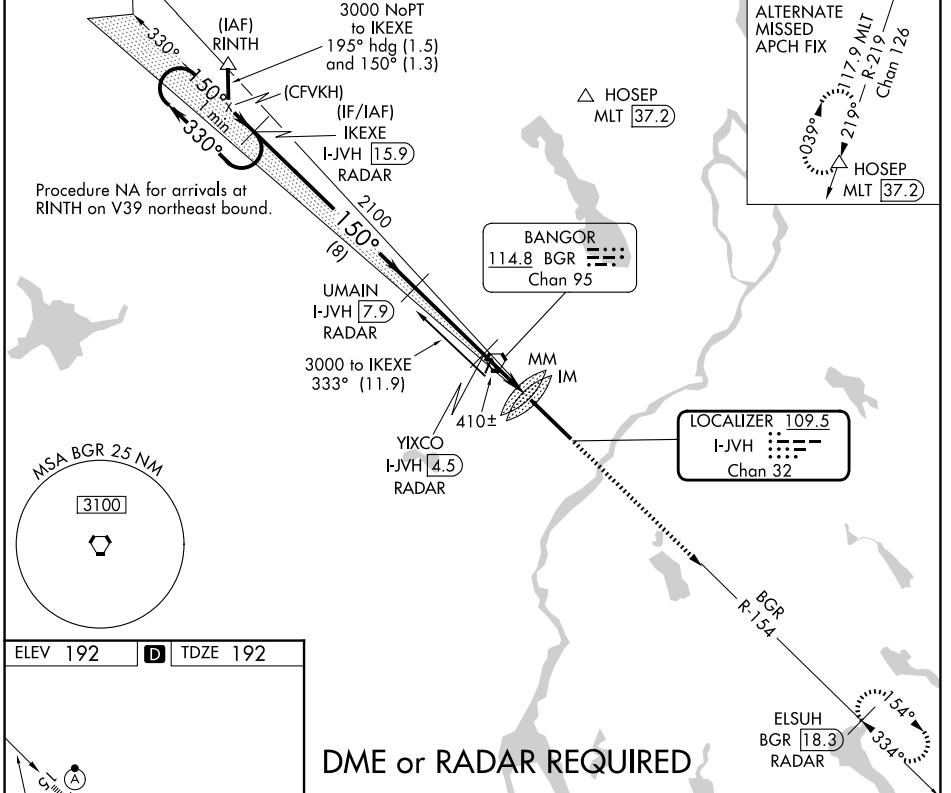 3000 NoPT
to IKEXE
195° hdg (1.5)
and 150° (1.3)
(IAF)
RINTH
330°
150°
1 min
330°
(CFVKH)
(IF/IAF)
IKEXE
I-JVH 15.9
RADAR
Procedure NA for arrivals at
RINTH on V39 northeast bound.
HOSEP
MLT 37.2
ALTERNATE
MISSED
APCH FIX
117.9 MLT
R-219
Chan 126
039°
219°
HOSEP
MLT 37.2
2100
150°
(8)
BANGOR
114.8 BGR
Chan 95
UMAIN
I-JVH 7.9
RADAR
3000 to IKEXE
333° (11.9)
MM
IM
410±
YIXCO
I-JVH 4.5
RADAR
LOCALIZER 109.5
I-JVH
Chan 32
MSA BGR 25 NM
3100
BGR
R-154
ELSUH
BGR 18.3
RADAR
154°
334°
ELEV 192 D TDZE 192
A
DME or RADAR REQUIRED